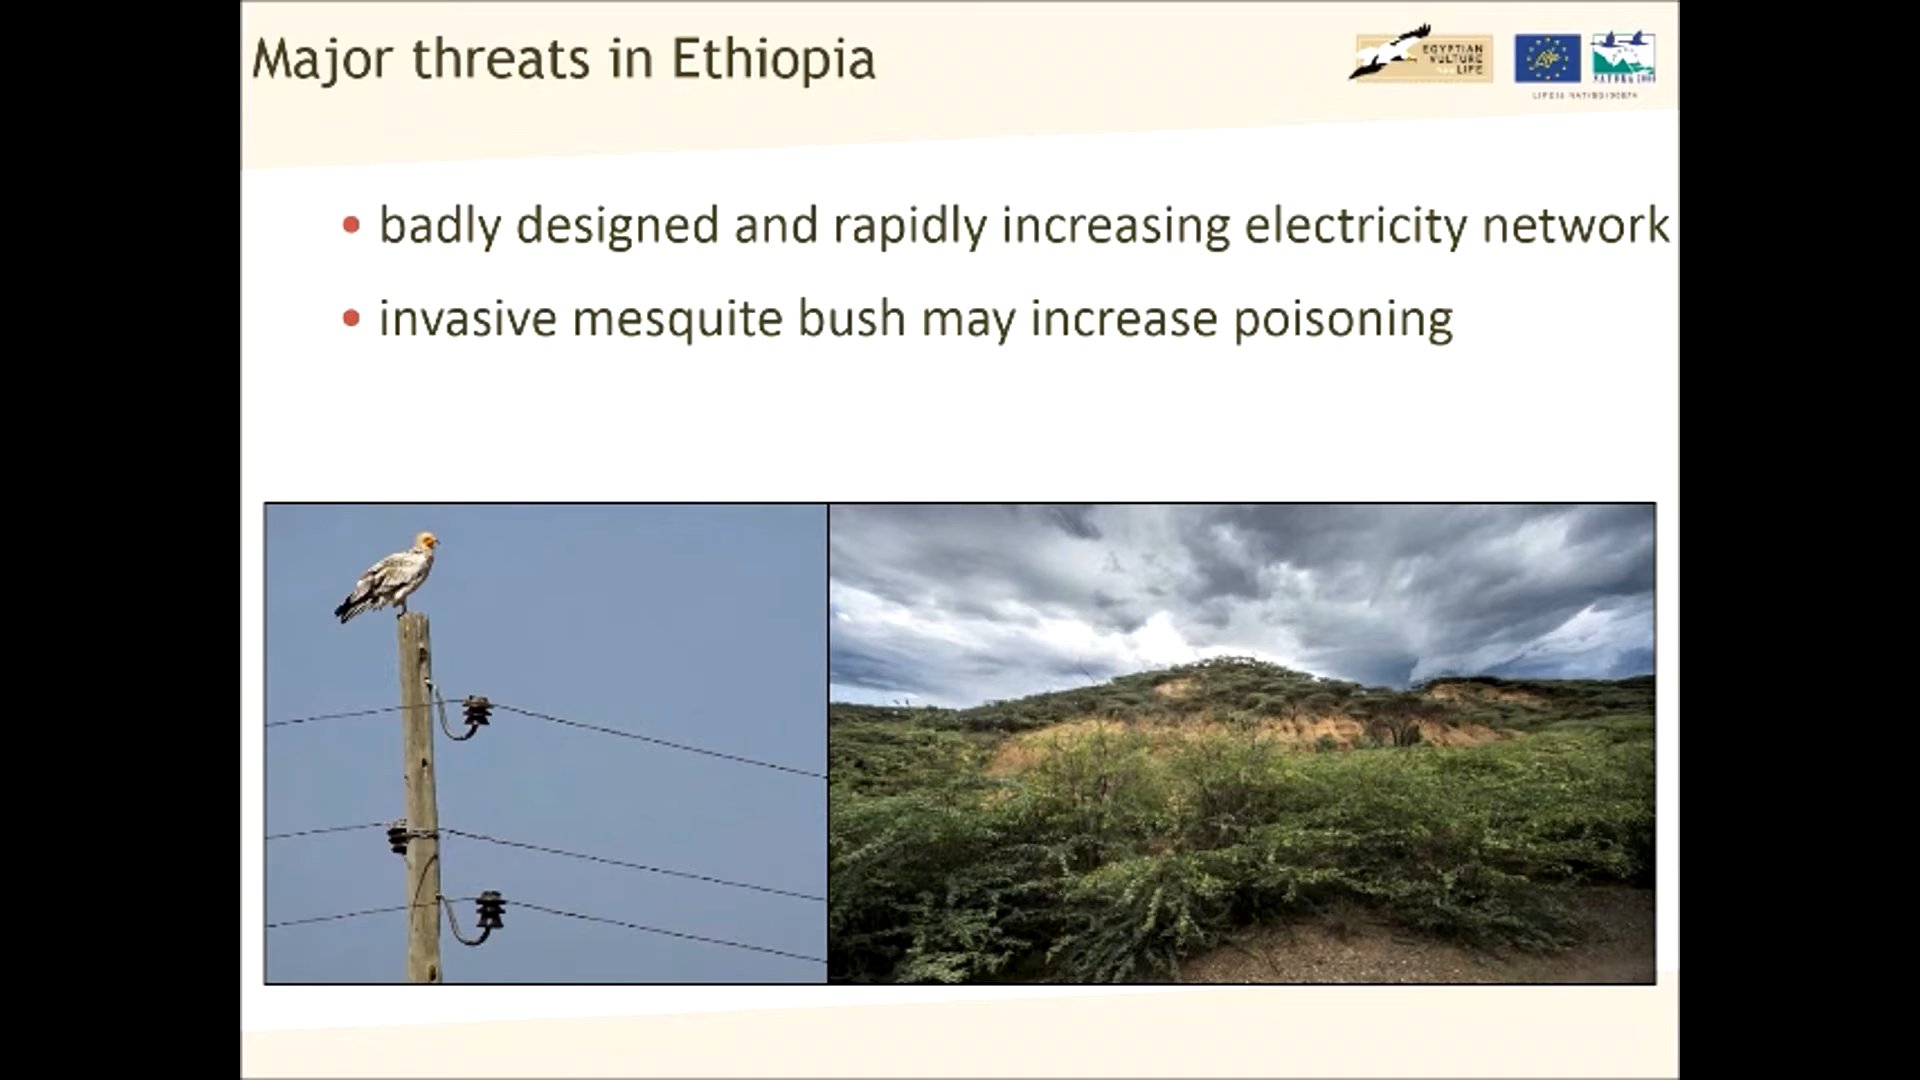 Major threats in Ethiopia
EGYPTIAN
VULTURE
LIFE
• badly designed and rapidly increasing electricity network
• invasive mesquite bush may increase poisoning